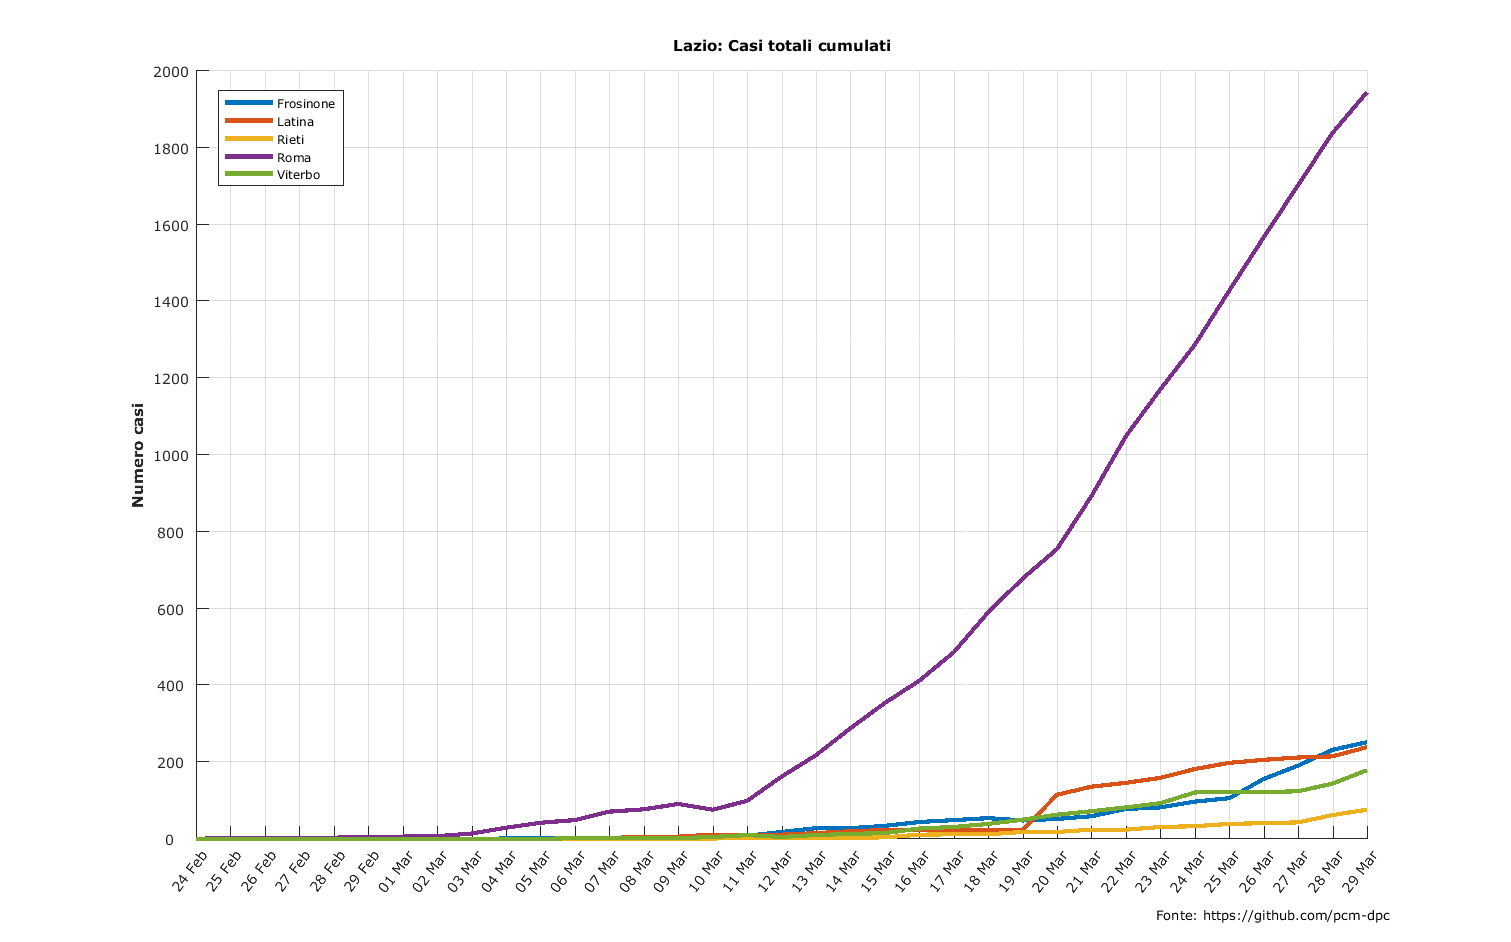 Lazio: Casi totali cumulati
2000
1800
1600
1400
1200
1000
800
600
400
200
0
Numero casi
Frosinone
Latina
Rieti
Roma
Viterbo
24 Feb
25 Feb
26 Feb
27 Feb
28 Feb
29 Feb
01 Mar
02 Mar
03 Mar
04 Mar
05 Mar
06 Mar
07 Mar
08 Mar
09 Mar
10 Mar
11 Mar
12 Mar
13 Mar
14 Mar
15 Mar
16 Mar
17 Mar
18 Mar
19 Mar
20 Mar
21 Mar
22 Mar
23 Mar
24 Mar
25 Mar
26 Mar
27 Mar
28 Mar
29 Mar
Fonte: https://github.com/pcm-dpc